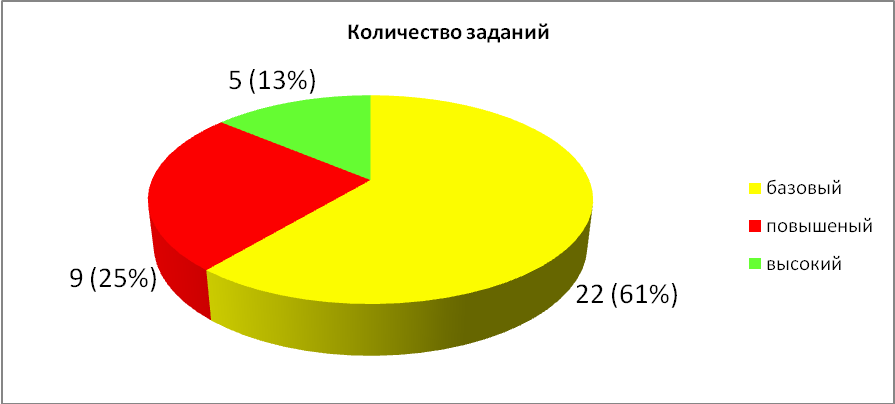 Количество заданий
5 (13%)
9 (25%)
22 (61%)
базовый
повышеный
высокий